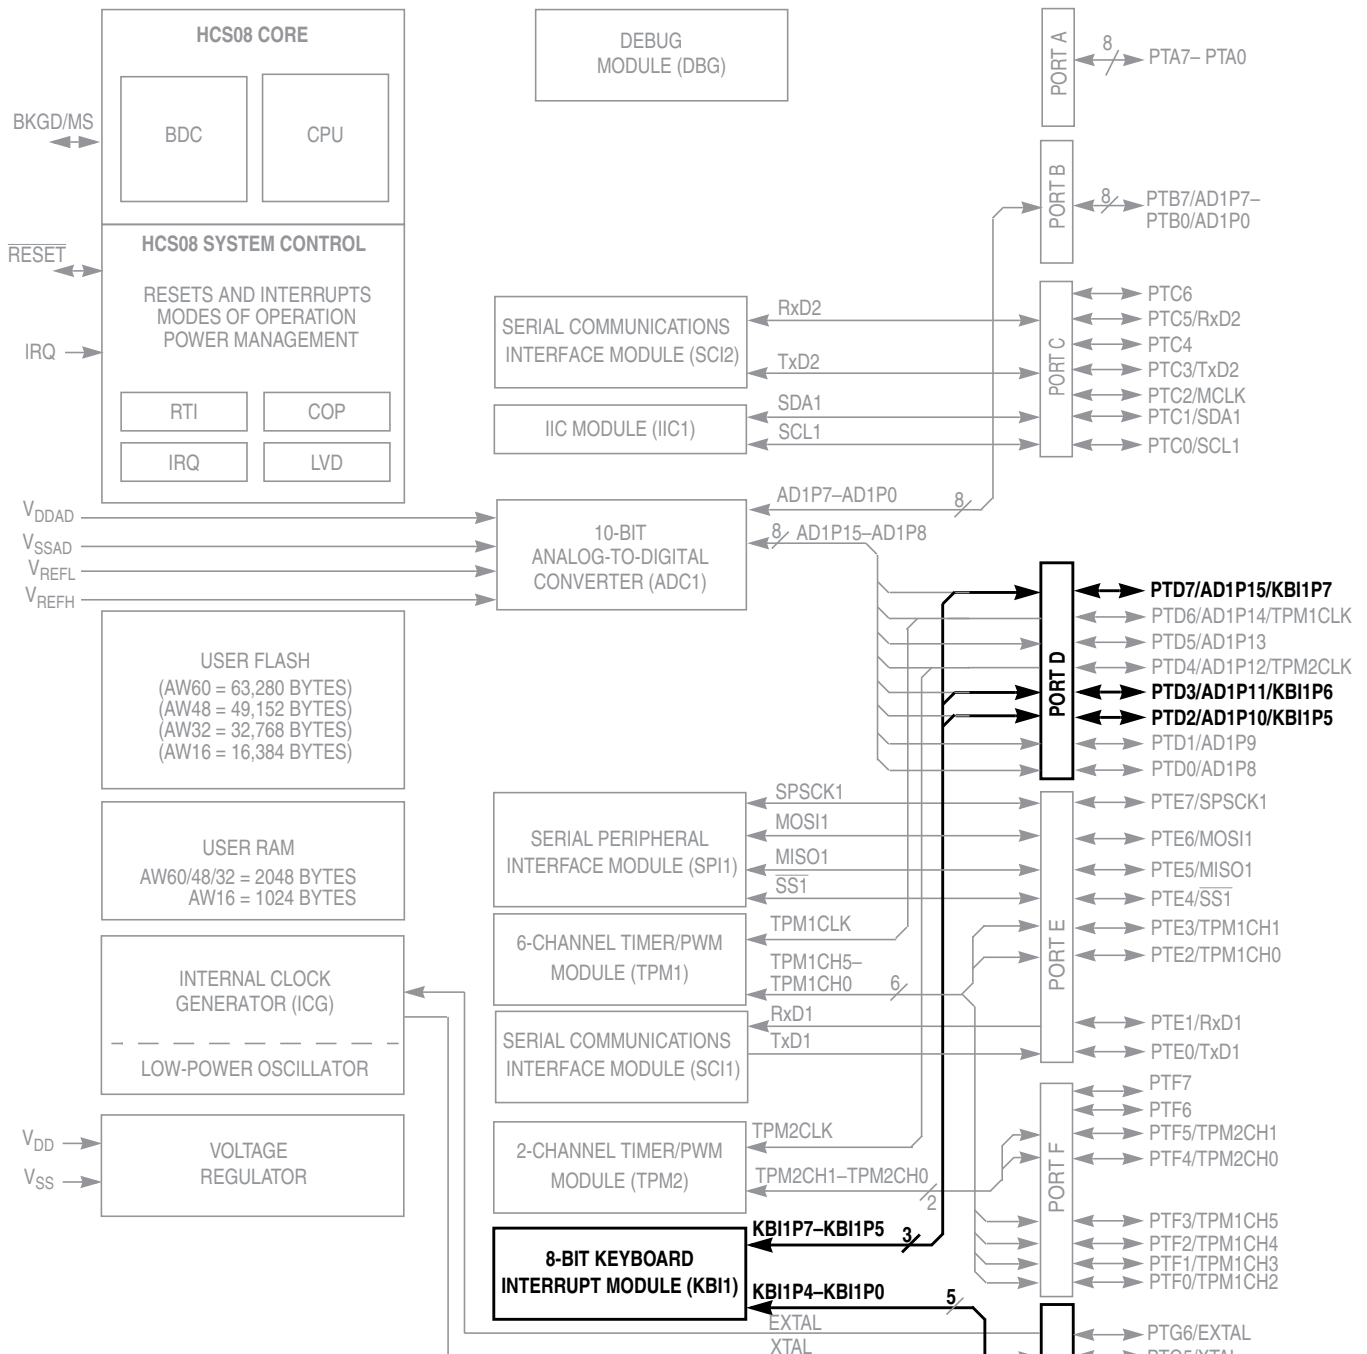 HCS08 CORE
BDC
CPU
BKGD/MS
HCS08 SYSTEM CONTROL
RESET
RESETS AND INTERRUPTS
MODES OF OPERATION
POWER MANAGEMENT
IRQ
RTI
COP
IRQ
LVD
VDDAD
VSSAD
VREFL
VREFH
USER FLASH
(AW60 = 63,280 BYTES)
(AW48 = 49,152 BYTES)
(AW32 = 32,768 BYTES)
(AW16 = 16,384 BYTES)
USER RAM
AW60/48/32 = 2048 BYTES
AW16 = 1024 BYTES
INTERNAL CLOCK
GENERATOR (ICG)
LOW-POWER OSCILLATOR
VDD
VSS
VOLTAGE
REGULATOR
DEBUG
MODULE (DBG)
SERIAL COMMUNICATIONS
INTERFACE MODULE (SCI2)
RxD2
TxD2
IIC MODULE (IIC1)
SDA1
SCL1
10-BIT
ANALOG-TO-DIGITAL
CONVERTER (ADC1)
AD1P7–AD1P0
8
8
AD1P15–AD1P8
SERIAL PERIPHERAL
INTERFACE MODULE (SPI1)
SPSCK1
MOSI1
MISO1
SS1
6-CHANNEL TIMER/PWM
MODULE (TPM1)
TPM1CLK
TPM1CH5–
TPM1CH0
6
SERIAL COMMUNICATIONS
INTERFACE MODULE (SCI1)
RxD1
TxD1
2-CHANNEL TIMER/PWM
MODULE (TPM2)
TPM2CLK
TPM2CH1–TPM2CH0
2
8-BIT KEYBOARD
INTERRUPT MODULE (KBI1)
KBI1P7–KBI1P5
3
KBI1P4–KBI1P0
5
EXTAL
XTAL
PORT A
8
PTA7– PTA0
PORT B
8
PTB7/AD1P7–
PTB0/AD1P0
PORT C
PTC6
PTC5/RxD2
PTC4
PTC3/TxD2
PTC2/MCLK
PTC1/SDA1
PTC0/SCL1
PORT D
PTD7/AD1P15/KBI1P7
PTD6/AD1P14/TPM1CLK
PTD5/AD1P13
PTD4/AD1P12/TPM2CLK
PTD3/AD1P11/KBI1P6
PTD2/AD1P10/KBI1P5
PTD1/AD1P9
PTD0/AD1P8
PORT E
PTE7/SPSCK1
PTE6/MOSI1
PTE5/MISO1
PTE4/SS1
PTE3/TPM1CH1
PTE2/TPM1CH0
PTE1/RxD1
PTE0/TxD1
PORT F
PTF7
PTF6
PTF5/TPM2CH1
PTF4/TPM2CH0
PTF3/TPM1CH5
PTF2/TPM1CH4
PTF1/TPM1CH3
PTF0/TPM1CH2
PTG6/EXTAL
PTG5/XTAL